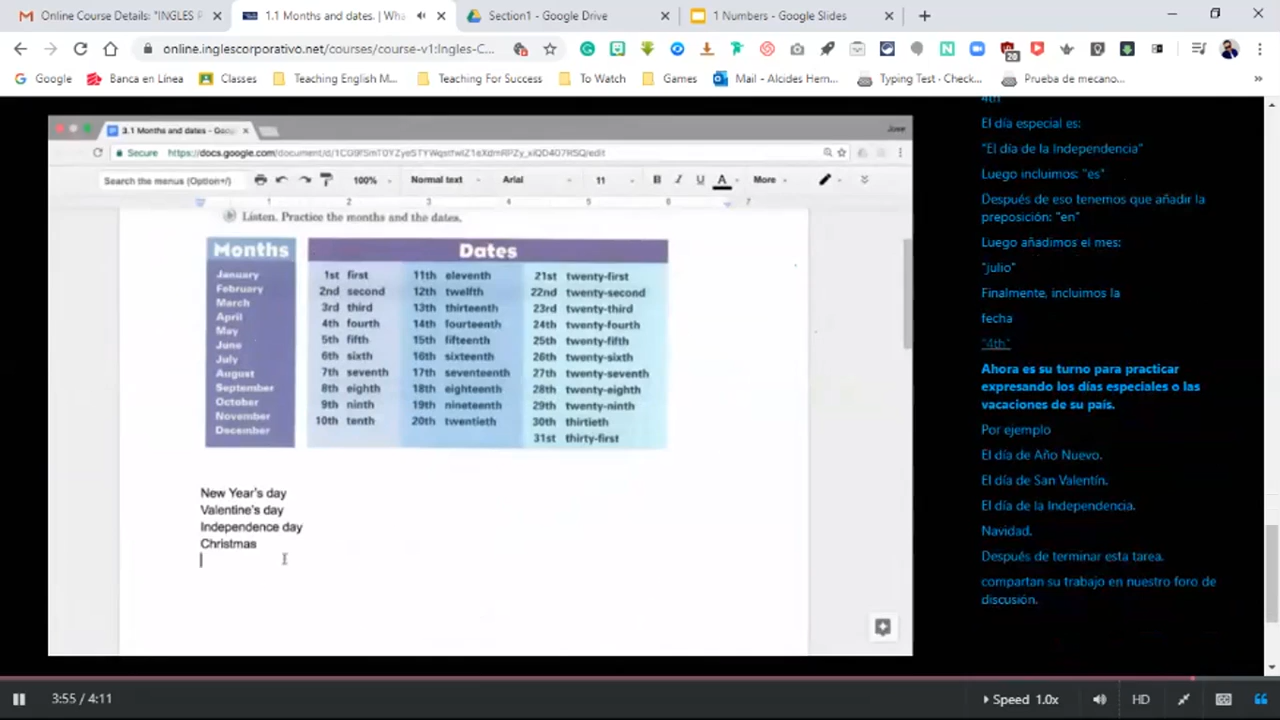 Online Course Details: "INGLES P
1.1 Months and dates. | Wha
Section1 - Google Drive
1 Numbers - Google Slides
online.inglescorporativo.net/courses/course-v1:Ingles-C...
20
Google
Banca en Línea
Classes
Teaching English M...
Teaching For Success
To Watch
Games
Mail - Alcides Hern...
Typing Test - Check...
Prueba de mecano...
3.1 Months and dates - Goo
Jose
Secure
edit
Search the menus (Option+/)
100%
Normal text
Arial
11
B I U A
More
1 2 3 4 5 6 7
Listen. Practice the months and the dates.
Months
January
February
March
April
May
June
July
August
September
October
November
December
Dates
1st first
2nd second
3rd third
4th fourth
5th fifth
6th sixth
7th seventh
8th eighth
9th ninth
10th tenth
11th eleventh
12th twelfth
13th thirteenth
14th fourteenth
15th fifteenth
16th sixteenth
17th seventeenth
18th eighteenth
19th nineteenth
20th twentieth
21st twenty-first
22nd twenty-second
23rd twenty-third
24th twenty-fourth
25th twenty-fifth
26th twenty-sixth
27th twenty-seventh
28th twenty-eighth
29th twenty-ninth
30th thirtieth
31st thirty-first
New Year's day
Valentine's day
Independence day
Christmas
4th
El día especial es:
"El día de la Independencia"
Luego incluimos: "es"
Después de eso tenemos que añadir la
preposición: "en"
Luego añadimos el mes:
"julio"
Finalmente, incluimos la
fecha
"4th"
Ahora es su turno para practicar
expresando los días especiales o las
vacaciones de su país.
Por ejemplo
El día de Año Nuevo.
El día de San Valentín.
El día de la Independencia.
Navidad.
Después de terminar esta tarea.
compartan su trabajo en nuestro foro de
discusión.
3:55 / 4:11
Speed 1.0x
HD